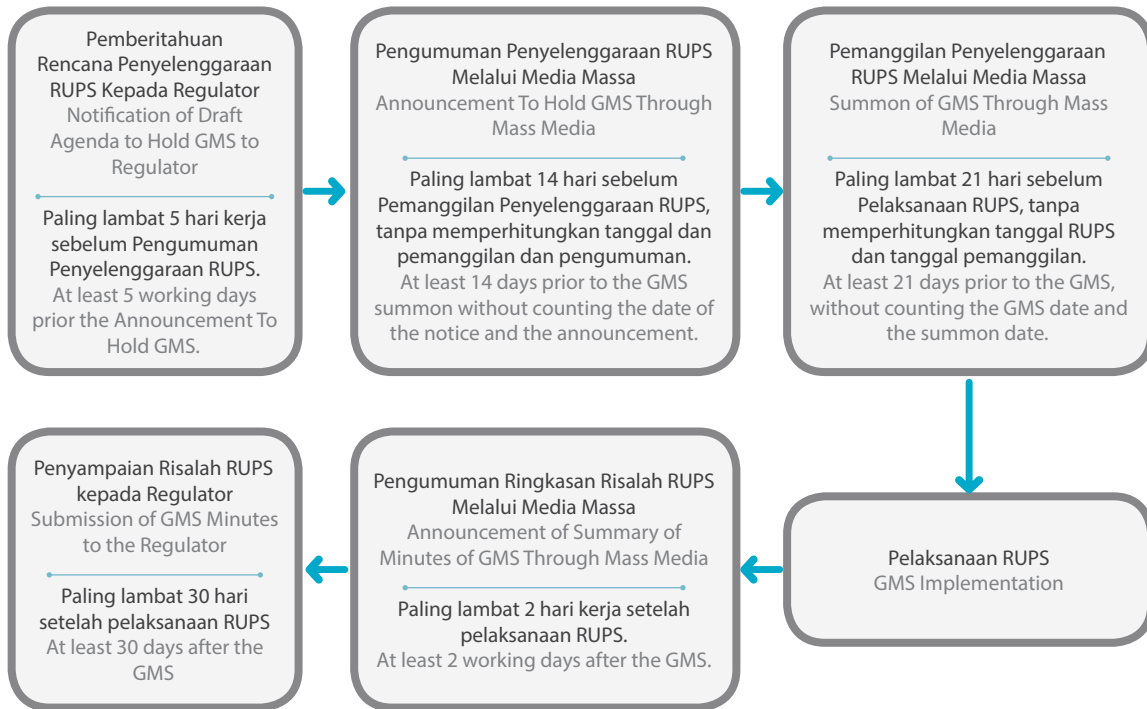 Pemberitahuan
Rencana Penyelenggaraan
RUPS Kepada Regulator
Notification of Draft
Agenda to Hold GMS to
Regulator
Paling lambat 5 hari kerja
sebelum Pengumuman
Penyelenggaraan RUPS.
At least 5 working days
prior the Announcement To
Hold GMS.
Pengumuman Penyelenggaraan RUPS
Melalui Media Massa
Announcement To Hold GMS Through
Mass Media
Paling lambat 14 hari sebelum
Pemanggilan Penyelenggaraan RUPS,
tanpa memperhitungkan tanggal dan
pemanggilan dan pengumuman.
At least 14 days prior to the GMS
summon without counting the date of
the notice and the announcement.
Pemanggilan Penyelenggaraan
RUPS Melalui Media Massa
Summon of GMS Through Mass
Media
Paling lambat 21 hari sebelum
Pelaksanaan RUPS, tanpa
memperhitungkan tanggal RUPS
dan tanggal pemanggilan.
At least 21 days prior to the GMS,
without counting the GMS date and
the summon date.
Pelaksanaan RUPS
GMS Implementation
Pengumuman Ringkasan Risalah RUPS
Melalui Media Massa
Announcement of Summary of
Minutes of GMS Through Mass Media
Paling lambat 2 hari kerja setelah
pelaksanaan RUPS.
At least 2 working days after the GMS.
Penyampaian Risalah RUPS
kepada Regulator
Submission of GMS Minutes
to the Regulator
Paling lambat 30 hari
setelah pelaksanaan RUPS
At least 30 days after the
GMS